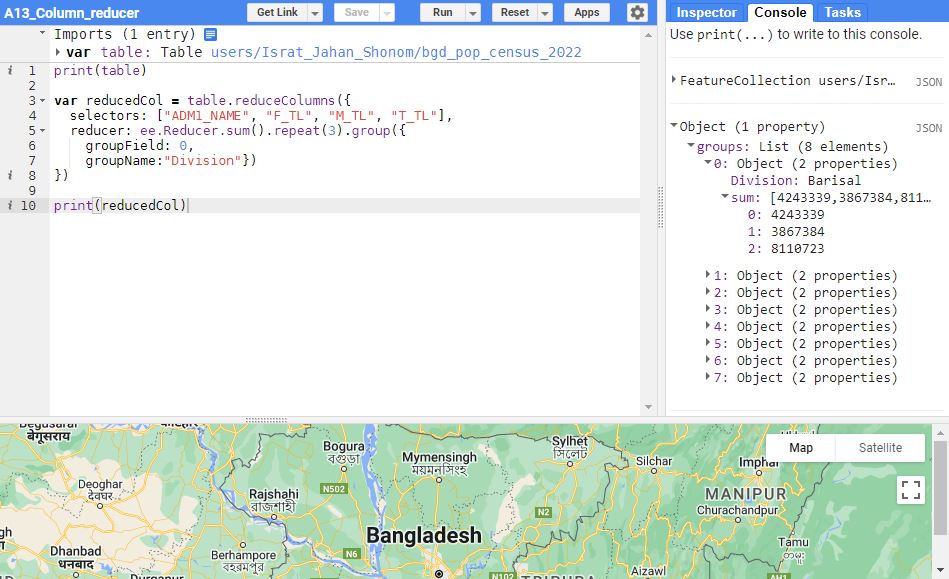 A13_Column_reducer
Get Link
Save
Run
Reset
Apps
Inspector
Console
Tasks
Imports (1 entry)
var table: Table users/Israt_Jahan_Shonom/bgd_pop_census_2022
i 1 print(table)
2
3 var reducedCol = table.reduceColumns({
4 selectors: ["ADM1_NAME", "F_TL", "M_TL", "T_TL"],
5 reducer: ee.Reducer.sum().repeat(3).group({
6 groupField: 0,
7 groupName:"Division"})
i 8 })
9
i 10 print(reducedCol)
Use print(...) to write to this console.
FeatureCollection users/Isr… JSON
Object (1 property) JSON
groups: List (8 elements)
0: Object (2 properties)
Division: Barisal
sum: [4243339,3867384,811…
0: 4243339
1: 3867384
2: 8110723
1: Object (2 properties)
2: Object (2 properties)
3: Object (2 properties)
4: Object (2 properties)
5: Object (2 properties)
6: Object (2 properties)
7: Object (2 properties)
Begusarai
बेगूसराय
Bogura
বগুড়া
Mymensingh
ময়মনসিংহ
Sylhet
সিলেট
Silchar
Imphal
Map
Satellite
Deoghar
देवघर
Rajshahi
রাজশাহী
N502
N2
MANIPUR
Churachandpur
Bangladesh
Dhanbad
धनबाद
Berhampore
বহরমপুর
N6
Tamu
Durgapur
N102
TRIPURA
Aizawl
AH1